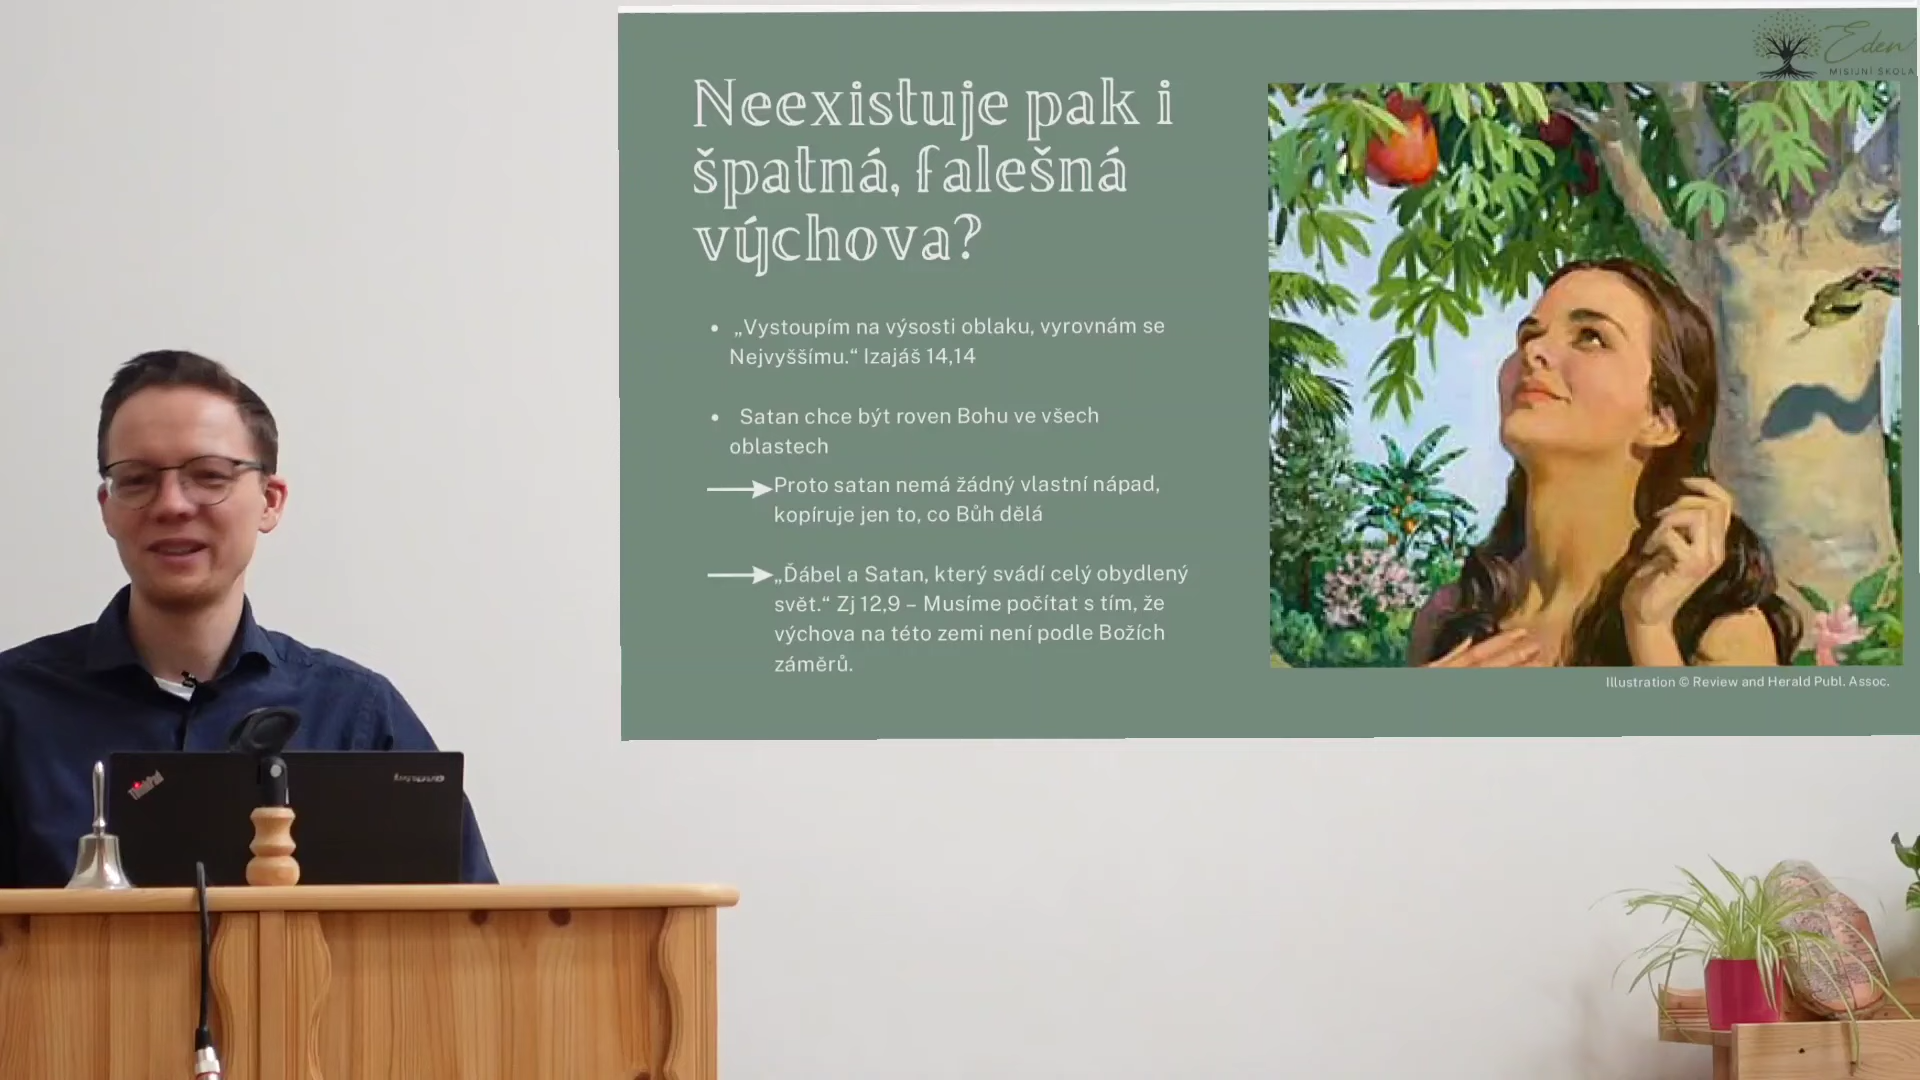 Eden
MISIJNÍ ŠKOLA
Neexistuje pak i
špatná, falešná
výchova?
• „Vystoupím na výsosti oblaku, vyrovnám se
Nejvyššímu.“ Izajáš 14,14
• Satan chce být roven Bohu ve všech
oblastech
Proto satan nemá žádný vlastní nápad,
kopíruje jen to, co Bůh dělá
„Ďábel a Satan, který svádí celý obydlený
svět.“ Zj 12,9 – Musíme počítat s tím, že
výchova na této zemi není podle Božích
záměrů.
Illustration © Review and Herald Publ. Assoc.
ThinkPad